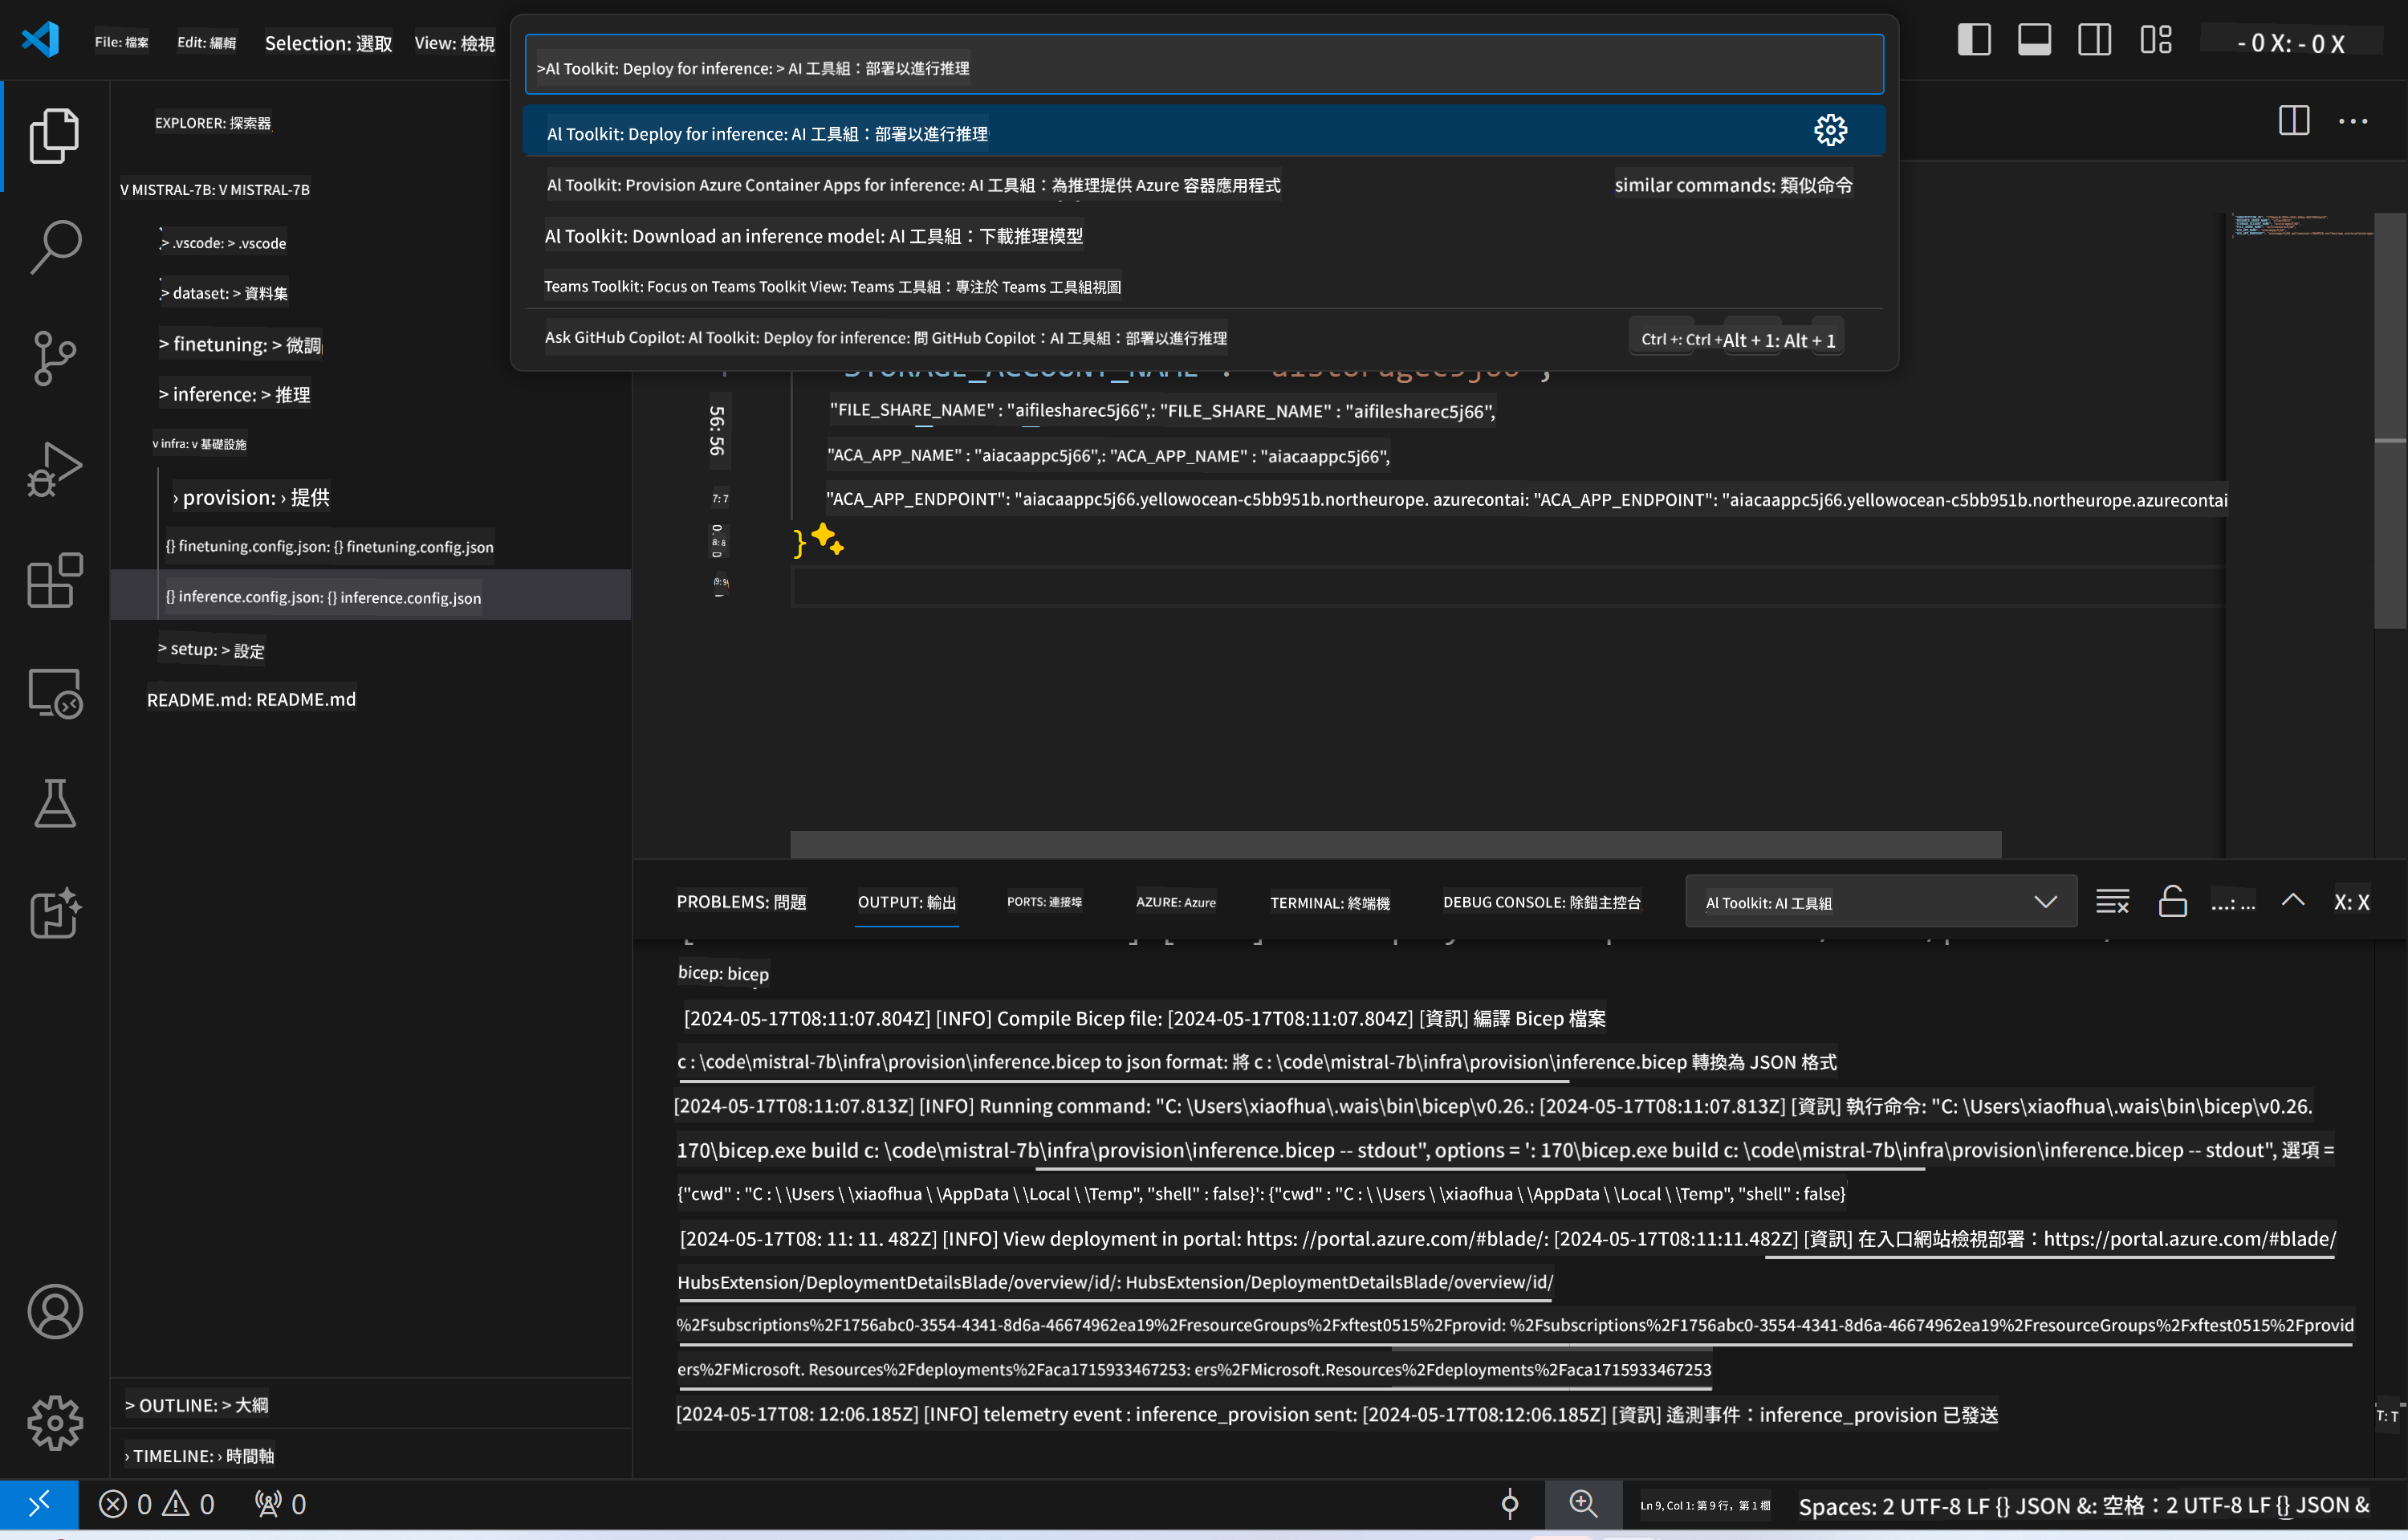 File: 檔案 Edit: 編輯 Selection: 選取 View: 檢視
- 0 X: - 0 X
>Al Toolkit: Deploy for inference: > AI 工具組：部署以進行推理
Al Toolkit: Deploy for inference: AI 工具組：部署以進行推理
Al Toolkit: Provision Azure Container Apps for inference: AI 工具組：為推理提供 Azure 容器應用程式
similar commands: 類似命令
Al Toolkit: Download an inference model: AI 工具組：下載推理模型
Teams Toolkit: Focus on Teams Toolkit View: Teams 工具組：專注於 Teams 工具組視圖
Ask GitHub Copilot: Al Toolkit: Deploy for inference: 問 GitHub Copilot：AI 工具組：部署以進行推理
Ctrl +: Ctrl +Alt + 1: Alt + 1
EXPLORER: 探索器
V MISTRAL-7B: V MISTRAL-7B
> .vscode: > .vscode
> dataset: > 資料集
> finetuning: > 微調
> inference: > 推理
v infra: v 基礎設施
› provision: › 提供
{} finetuning.config.json: {} finetuning.config.json
{} inference.config.json: {} inference.config.json
> setup: > 設定
README.md: README.md
> OUTLINE: > 大綱
› TIMELINE: › 時間軸
56: 56
"FILE_SHARE_NAME" : "aifilesharec5j66",: "FILE_SHARE_NAME" : "aifilesharec5j66",
"ACA_APP_NAME" : "aiacaappc5j66",: "ACA_APP_NAME" : "aiacaappc5j66",
7: 7
"ACA_APP_ENDPOINT": "aiacaappc5j66.yellowocean-c5bb951b.northeurope. azurecontai: "ACA_APP_ENDPOINT": "aiacaappc5j66.yellowocean-c5bb951b.northeurope.azurecontai
8: 8
}
9: 9
PROBLEMS: 問題 OUTPUT: 輸出 PORTS: 連接埠 AZURE: Azure TERMINAL: 終端機 DEBUG CONSOLE: 除錯主控台 Al Toolkit: AI 工具組 ...: ... X: X
bicep: bicep
[2024-05-17T08:11:07.804Z] [INFO] Compile Bicep file: [2024-05-17T08:11:07.804Z] [資訊] 編譯 Bicep 檔案
c : \code\mistral-7b\infra\provision\inference.bicep to json format: 將 c : \code\mistral-7b\infra\provision\inference.bicep 轉換為 JSON 格式
[2024-05-17T08:11:07.813Z] [INFO] Running command: "C: \Users\xiaofhua\.wais\bin\bicep\v0.26.: [2024-05-17T08:11:07.813Z] [資訊] 執行命令: "C: \Users\xiaofhua\.wais\bin\bicep\v0.26.
170\bicep.exe build c: \code\mistral-7b\infra\provision\inference.bicep -- stdout", options = ': 170\bicep.exe build c: \code\mistral-7b\infra\provision\inference.bicep -- stdout", 選項 =
{"cwd" : "C : \ \Users \ \xiaofhua \ \AppData \ \Local \ \Temp", "shell" : false}': {"cwd" : "C : \ \Users \ \xiaofhua \ \AppData \ \Local \ \Temp", "shell" : false}
[2024-05-17T08: 11: 11. 482Z] [INFO] View deployment in portal: https: //portal.azure.com/#blade/: [2024-05-17T08:11:11.482Z] [資訊] 在入口網站檢視部署：https://portal.azure.com/#blade/
HubsExtension/DeploymentDetailsBlade/overview/id/: HubsExtension/DeploymentDetailsBlade/overview/id/
%2Fsubscriptions%2F1756abc0-3554-4341-8d6a-46674962ea19%2FresourceGroups%2Fxftest0515%2Fprovid: %2Fsubscriptions%2F1756abc0-3554-4341-8d6a-46674962ea19%2FresourceGroups%2Fxftest0515%2Fprovid
ers%2FMicrosoft. Resources%2Fdeployments%2Faca1715933467253: ers%2FMicrosoft.Resources%2Fdeployments%2Faca1715933467253
[2024-05-17T08: 12:06.185Z] [INFO] telemetry event : inference_provision sent: [2024-05-17T08:12:06.185Z] [資訊] 遙測事件：inference_provision 已發送
T: T
0 0 0
Ln 9, Col 1: 第 9 行，第 1 欄 Spaces: 2 UTF-8 LF {} JSON &: 空格：2 UTF-8 LF {} JSON &